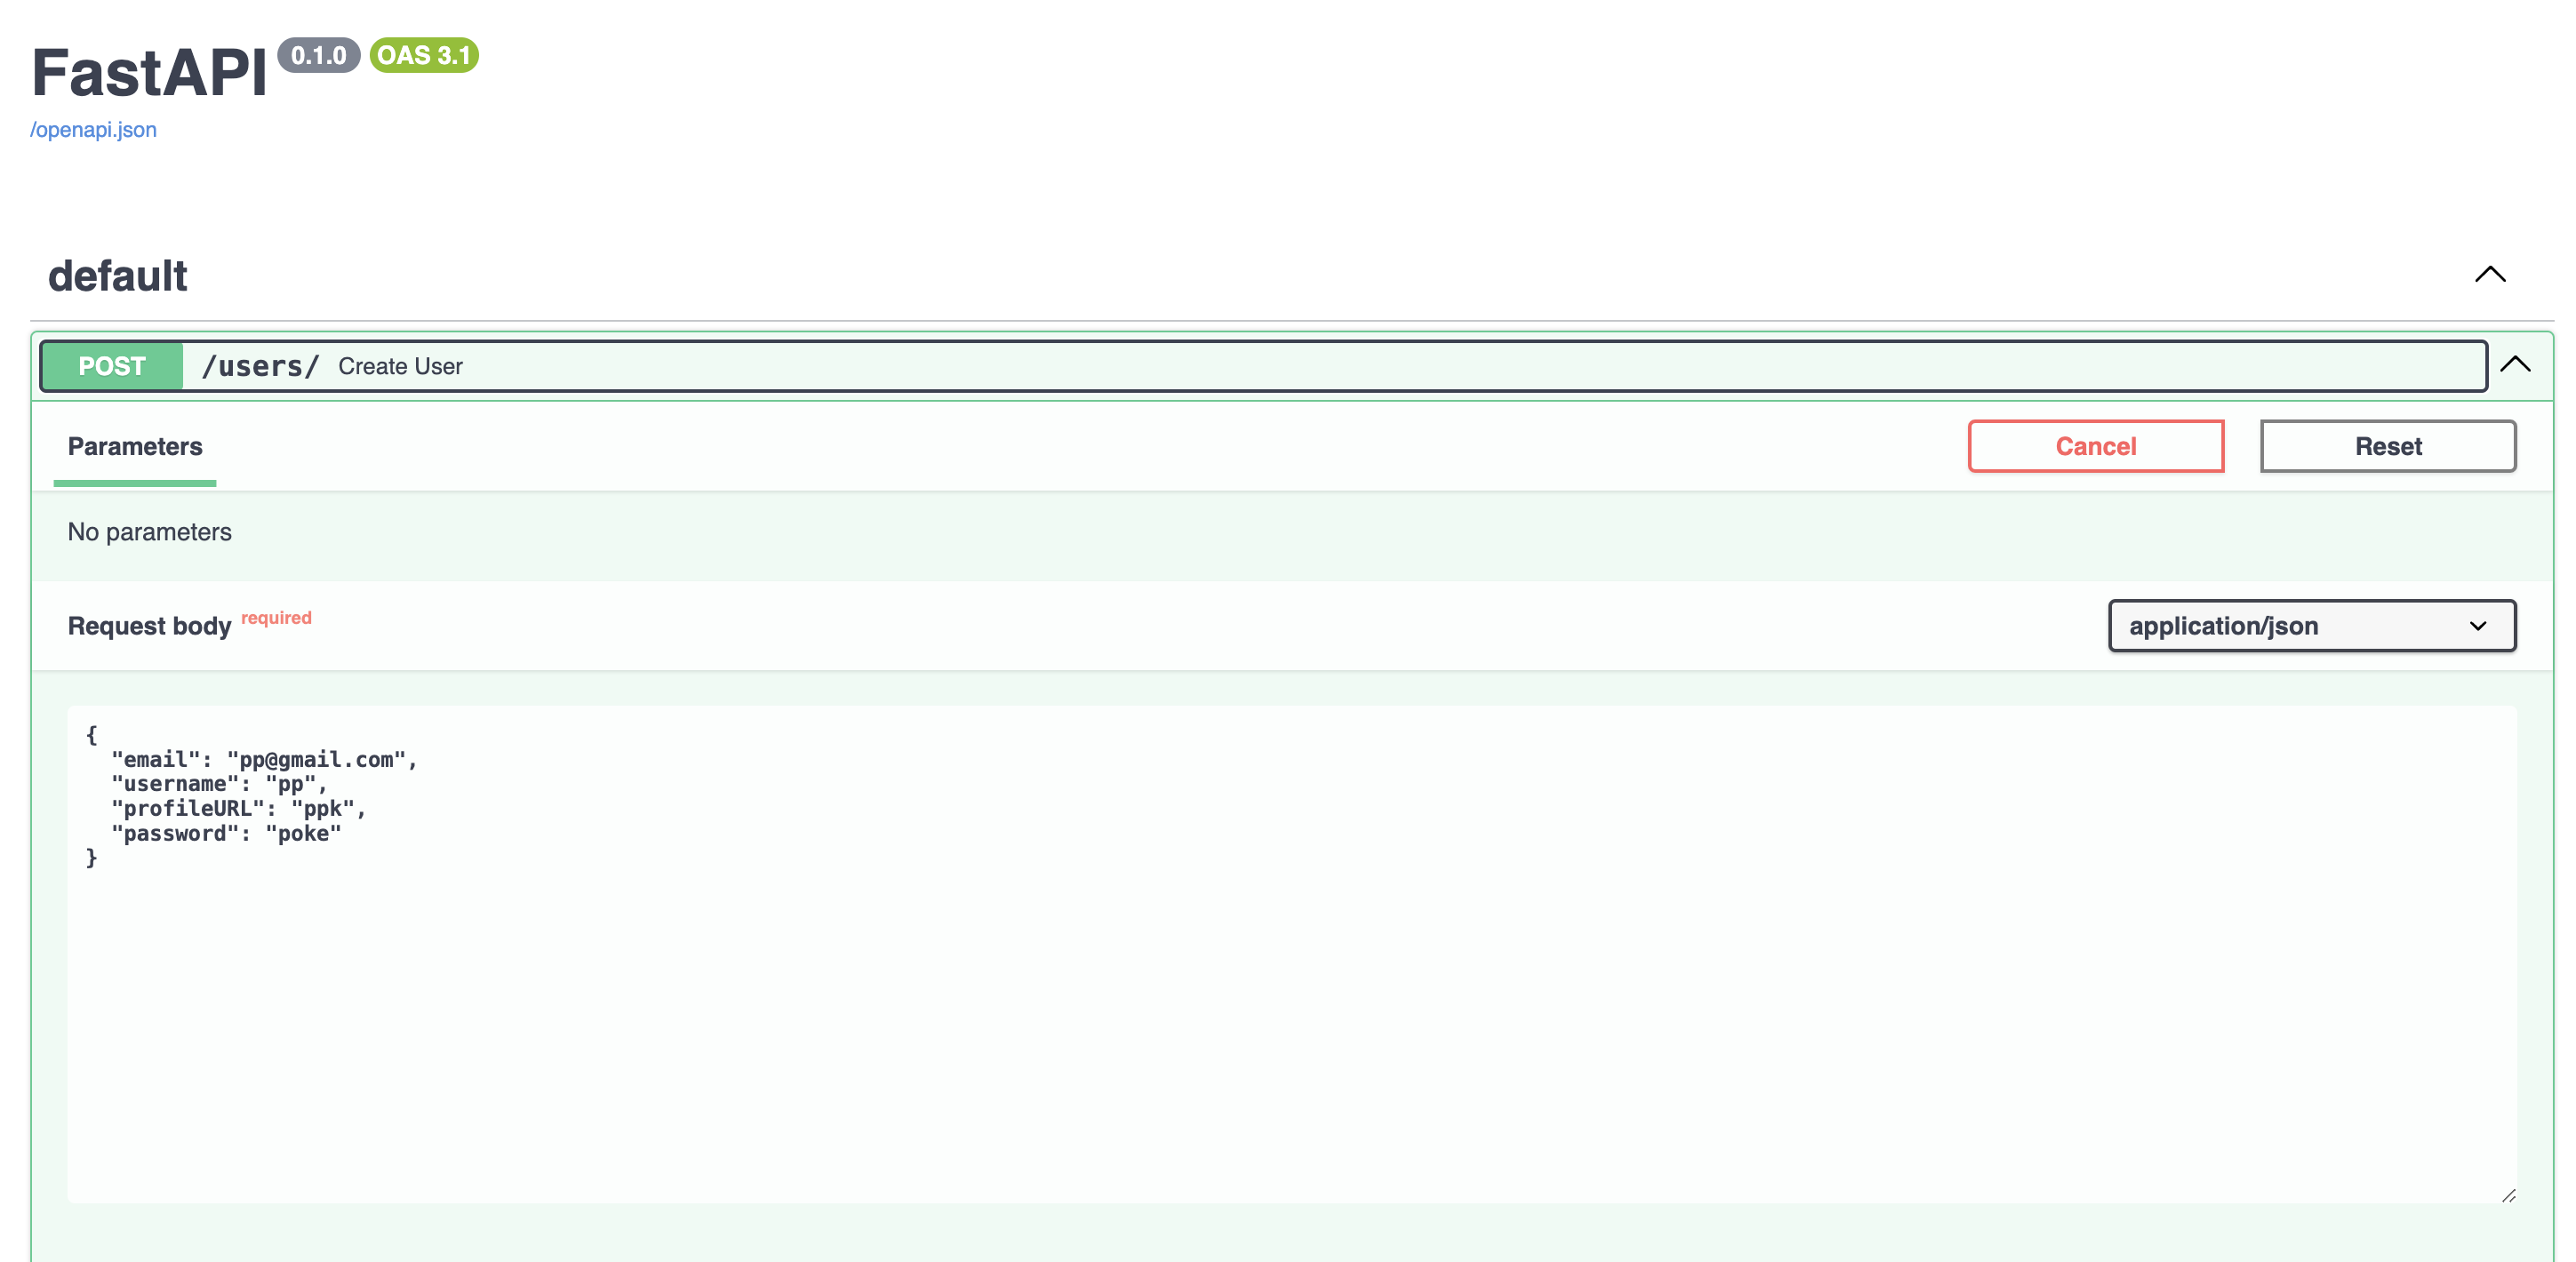 FastAPI 0.1.0 OAS 3.1
/openapi.json
default
POST /users/ Create User
Parameters Cancel Reset
No parameters
Request body required application/json
{
  "email": "pp@gmail.com",
  "username": "pp",
  "profileURL": "ppk",
  "password": "poke"
}